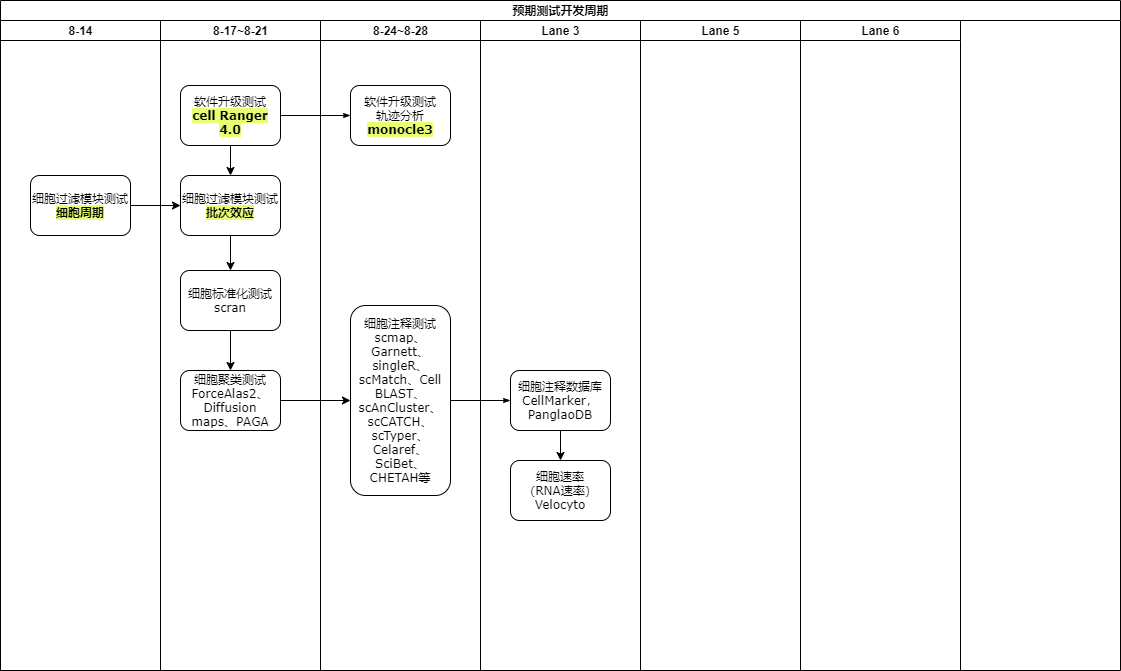 预期测试开发周期
8-14
8-17~8-21
8-24~8-28
Lane 3
Lane 5
Lane 6
软件升级测试
cell Ranger
4.0
软件升级测试
轨迹分析
monocle3
细胞过滤模块测试
细胞周期
细胞过滤模块测试
批次效应
细胞标准化测试
scran
细胞聚类测试
ForceAlas2、
Diffusion
maps、PAGA
细胞注释测试
scmap、
Garnett、
singleR、
scMatch、Cell
BLAST、
scAnCluster、
scCATCH、
scTyper、
Celaref、
SciBet、
CHETAH等
细胞注释数据库
CellMarker,
PanglaoDB
细胞速率
(RNA速率)
Velocyto